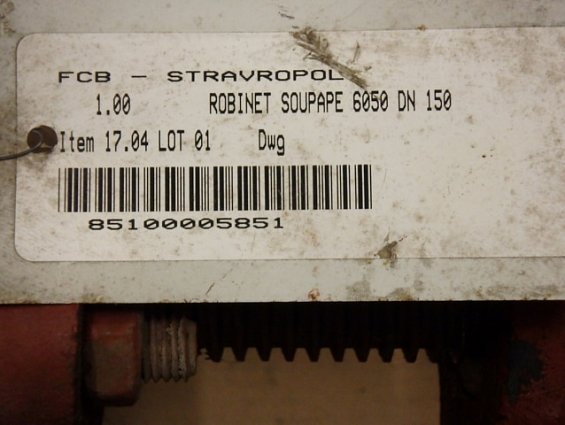 FCB - STRAVROPOL
1.00 ROBINET SOUPAPE 6050 DN 150
Item 17.04 LOT 01 Dwg
85100005851